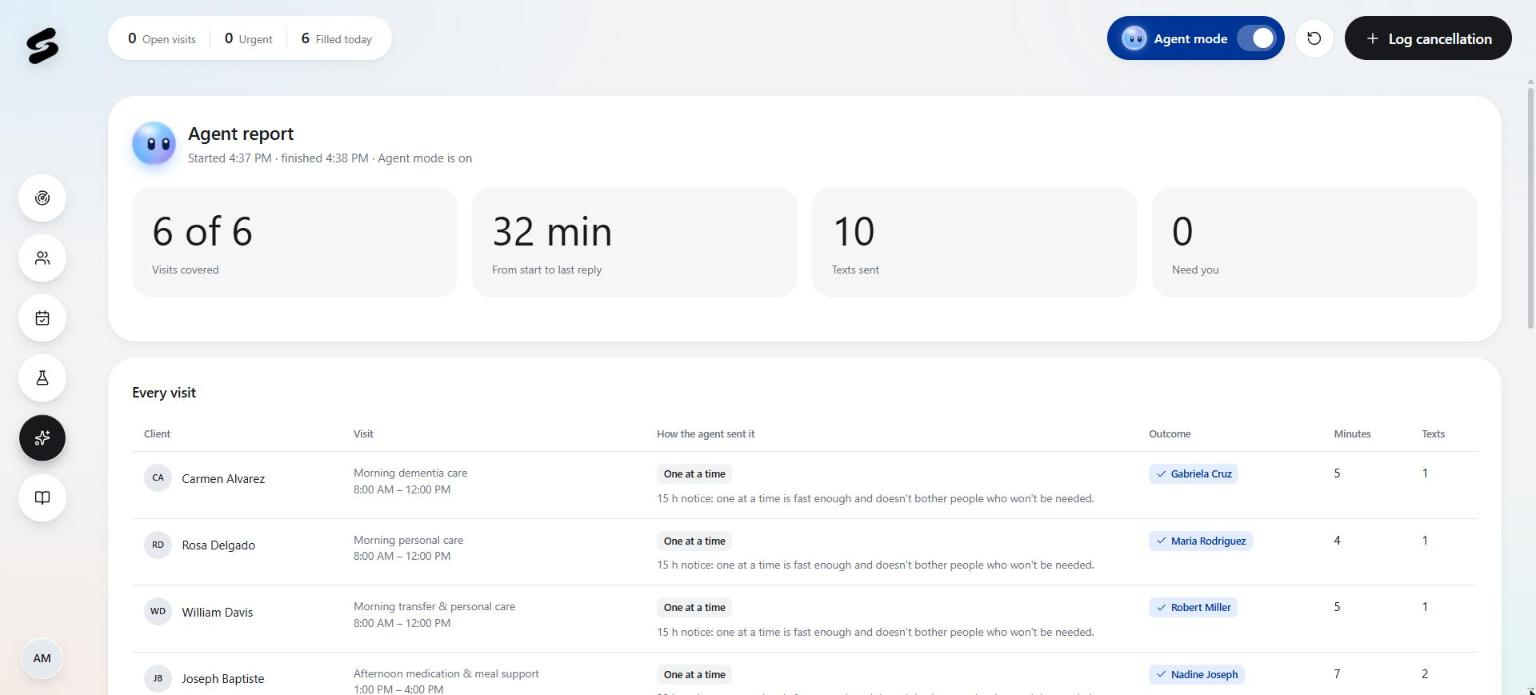 0 Open visits 0 Urgent 6 Filled today
Agent mode
Log cancellation
Agent report
Started 4:37 PM · finished 4:38 PM · Agent mode is on
6 of 6
Visits covered
32 min
From start to last reply
10
Texts sent
0
Need you
Every visit
Client Visit How the agent sent it Outcome Minutes Texts
CA Carmen Alvarez
Morning dementia care
8:00 AM – 12:00 PM
One at a time
15 h notice: one at a time is fast enough and doesn't bother people who won't be needed.
Gabriela Cruz
5
1
RD Rosa Delgado
Morning personal care
8:00 AM – 12:00 PM
One at a time
15 h notice: one at a time is fast enough and doesn't bother people who won't be needed.
Maria Rodriguez
4
1
WD William Davis
Morning transfer & personal care
8:00 AM – 12:00 PM
One at a time
15 h notice: one at a time is fast enough and doesn't bother people who won't be needed.
Robert Miller
5
1
JB Joseph Baptiste
Afternoon medication & meal support
1:00 PM – 4:00 PM
One at a time
Nadine Joseph
7
2
AM